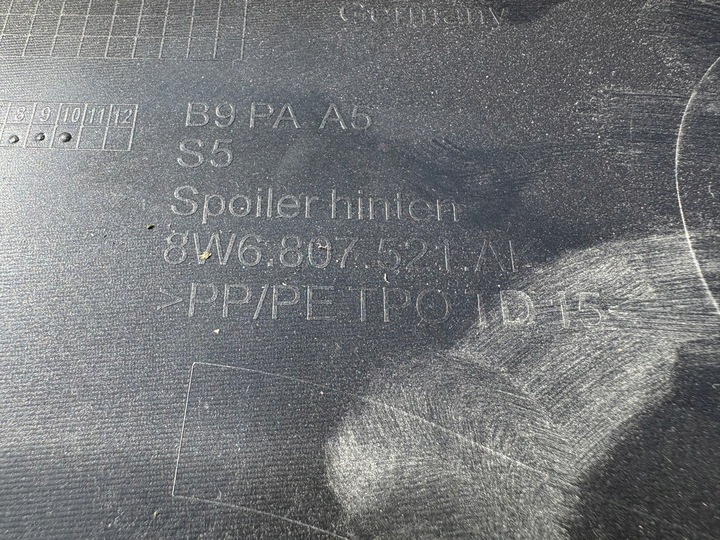 Germany
8 9 10 11 12
B9 PA A5
S5
Spoiler hinten
8W6.807.521.
>PP/PE TPO TD 15<